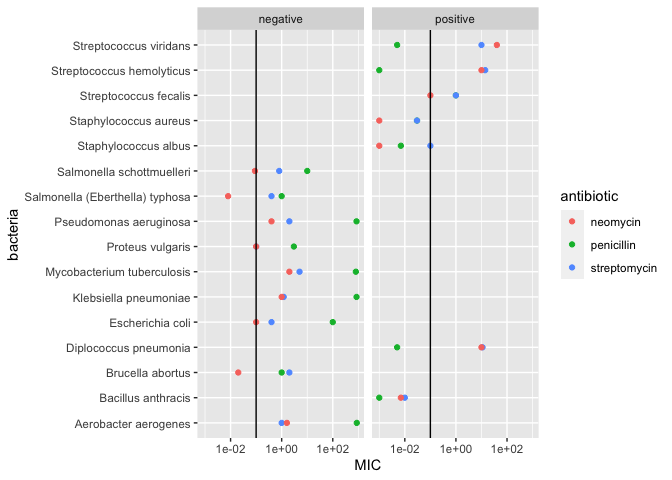 negative
positive
Streptococcus viridans
Streptococcus hemolyticus
Streptococcus fecalis
Staphylococcus aureus
Staphylococcus albus
Salmonella schottmuelleri
Salmonella (Eberthella) typhosa
Pseudomonas aeruginosa
Proteus vulgaris
Mycobacterium tuberculosis
Klebsiella pneumoniae
Escherichia coli
Diplococcus pneumonia
Brucella abortus
Bacillus anthracis
Aerobacter aerogenes
bacteria
1e-02 1e+00 1e+02
1e-02 1e+00 1e+02
MIC
antibiotic
neomycin
penicillin
streptomycin